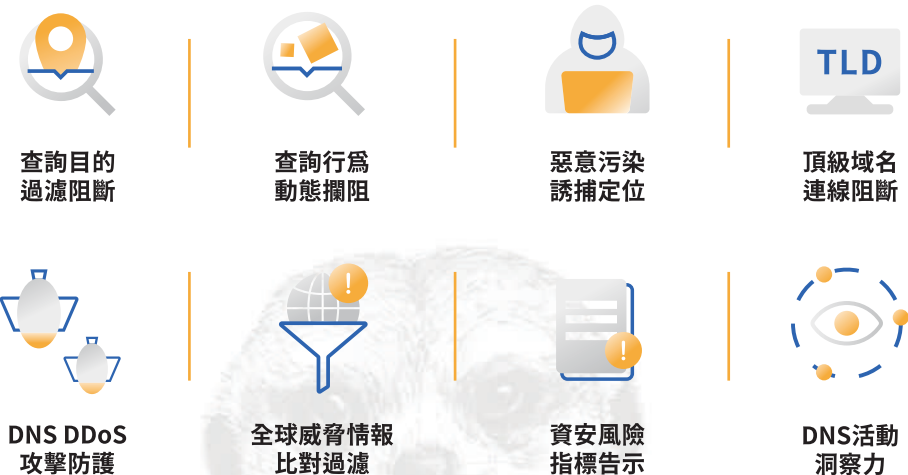 TLD
查詢目的
過濾阻斷
查詢行爲
動態攔阻
惡意污染
誘捕定位
頂級域名
連線阻斷
!
!
DNS DDoS
攻擊防護
全球威脅情報
比對過濾
資安風險
指標告示
DNS活動
洞察力